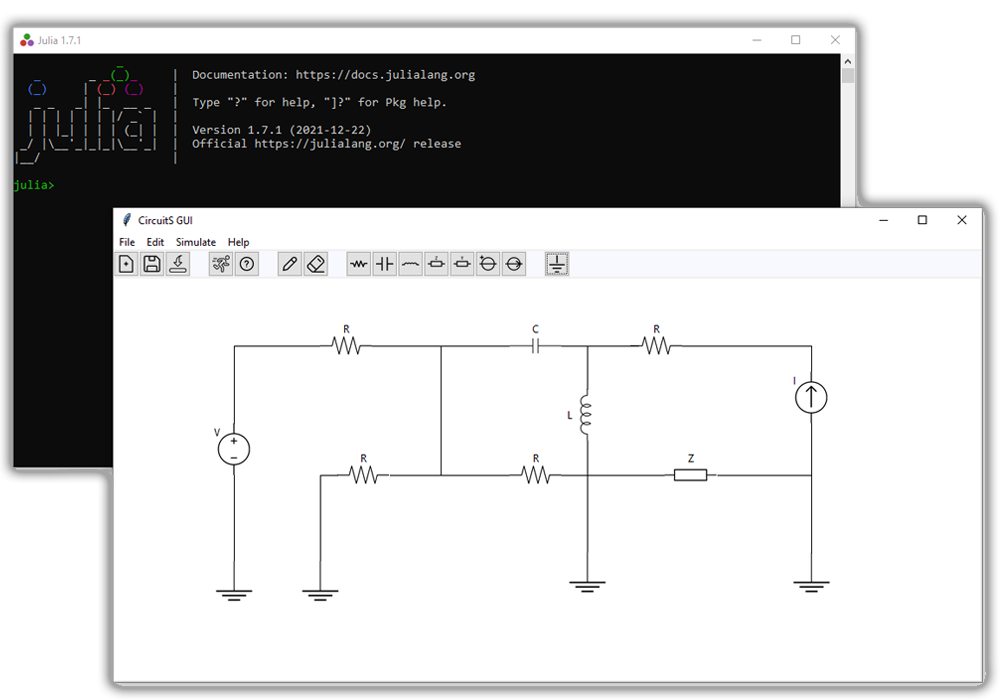 Julia 1.7.1
Documentation: https://docs.julialang.org
Type "?" for help, "]?" for Pkg help.
Version 1.7.1 (2021-12-22)
Official https://julialang.org/ release
julia>
CircuitS GUI
File Edit Simulate Help
R
C
R
I
L
V
R
R
Z